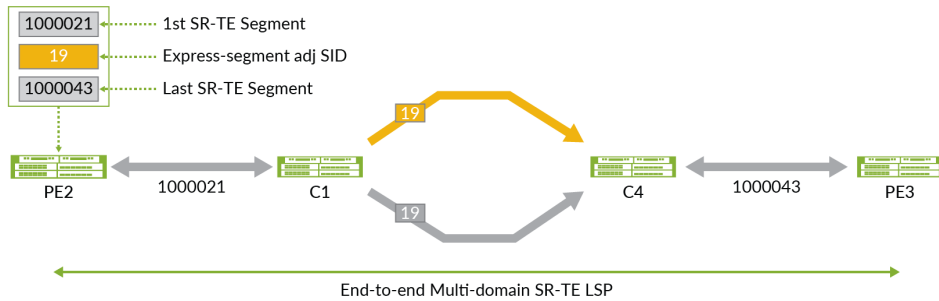 1000021 1st SR-TE Segment
19 Express-segment adj SID
1000043 Last SR-TE Segment
19
1000021
1000043
PE2
C1
C4
PE3
19
End-to-end Multi-domain SR-TE LSP